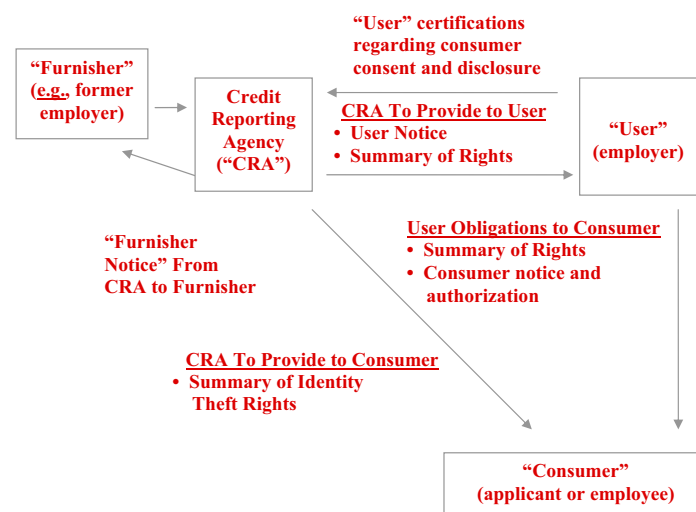 “User” certifications
regarding consumer
consent and disclosure
“Furnisher”
(e.g., former
employer)
Credit
Reporting
Agency
(“CRA”)
CRA To Provide to User
• User Notice
• Summary of Rights
“User”
(employer)
“Furnisher
Notice” From
CRA to Furnisher
User Obligations to Consumer
• Summary of Rights
• Consumer notice and
authorization
CRA To Provide to Consumer
• Summary of Identity
Theft Rights
“Consumer”
(applicant or employee)